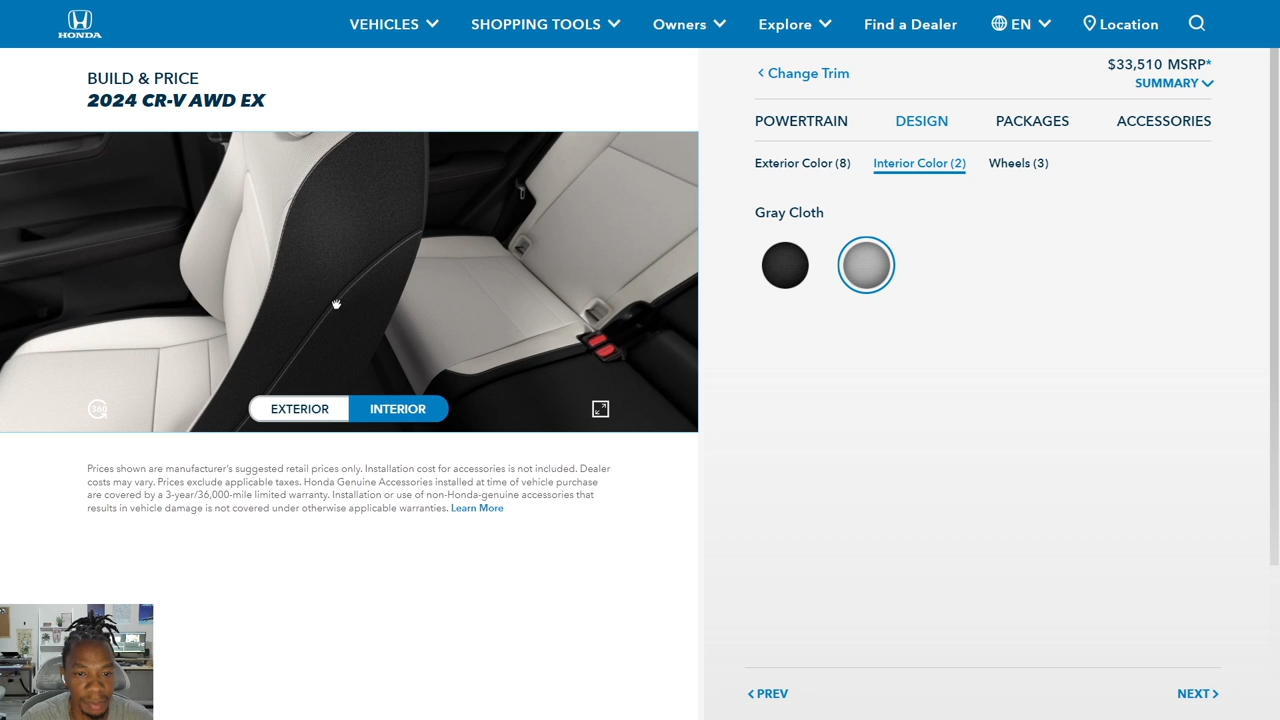 HONDA
VEHICLES
SHOPPING TOOLS
Owners
Explore
Find a Dealer
EN
Location
BUILD & PRICE
2024 CR-V AWD EX
360
EXTERIOR
INTERIOR
Prices shown are manufacturer's suggested retail prices only. Installation cost for accessories is not included. Dealer
costs may vary. Prices exclude applicable taxes. Honda Genuine Accessories installed at time of vehicle purchase
are covered by a 3-year/36,000-mile limited warranty. Installation or use of non-Honda-genuine accessories that
results in vehicle damage is not covered under otherwise applicable warranties. Learn More
Change Trim
$33,510 MSRP*
SUMMARY
POWERTRAIN
DESIGN
PACKAGES
ACCESSORIES
Exterior Color (8)
Interior Color (2)
Wheels (3)
Gray Cloth
PREV
NEXT